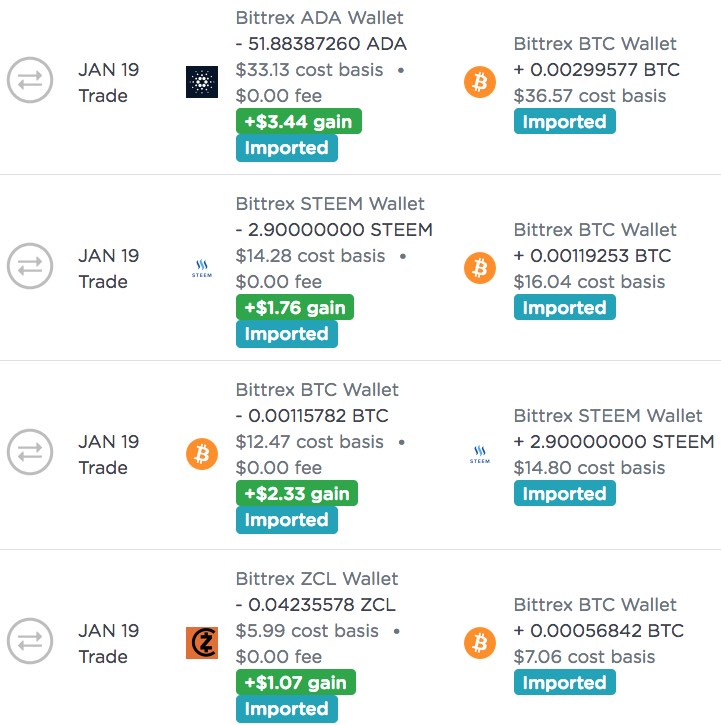 Bittrex ADA Wallet
- 51.88387260 ADA
JAN 19
Trade
$33.13 cost basis •
$0.00 fee
+$3.44 gain
Imported
Bittrex BTC Wallet
+ 0.00299577 BTC
$36.57 cost basis
Imported
JAN 19
Trade
STEEM
Bittrex STEEM Wallet
- 2.90000000 STEEM
$14.28 cost basis •
$0.00 fee
+$1.76 gain
Imported
Bittrex BTC Wallet
+ 0.00119253 BTC
$16.04 cost basis
Imported
JAN 19
Trade
Bittrex BTC Wallet
- 0.00115782 BTC
$12.47 cost basis •
$0.00 fee
+$2.33 gain
Imported
STEEM
Bittrex STEEM Wallet
+ 2.90000000 STEEM
$14.80 cost basis
Imported
JAN 19
Trade
Bittrex ZCL Wallet
- 0.04235578 ZCL
$5.99 cost basis •
$0.00 fee
+$1.07 gain
Imported
Bittrex BTC Wallet
+ 0.00056842 BTC
$7.06 cost basis
Imported